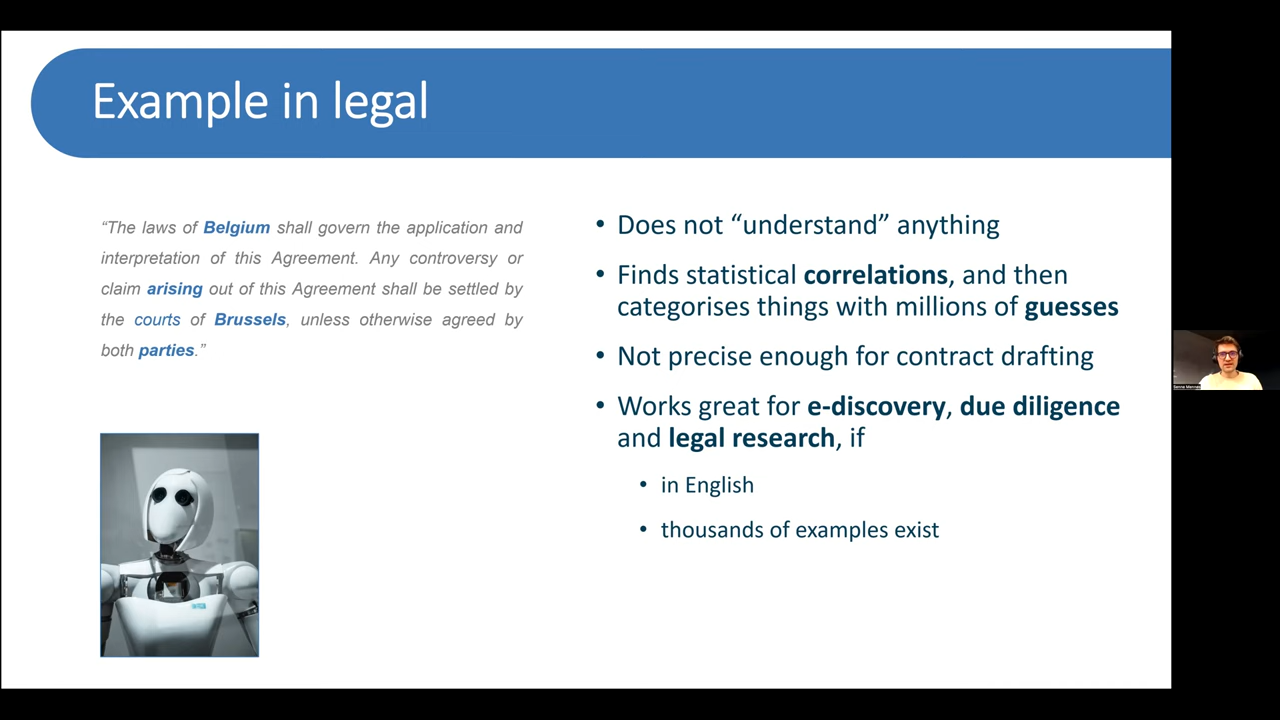 Example in legal
“The laws of Belgium shall govern the application and
interpretation of this Agreement. Any controversy or
claim arising out of this Agreement shall be settled by
the courts of Brussels, unless otherwise agreed by
both parties.”
• Does not “understand” anything
• Finds statistical correlations, and then
categorises things with millions of guesses
• Not precise enough for contract drafting
• Works great for e-discovery, due diligence
and legal research, if
• in English
• thousands of examples exist